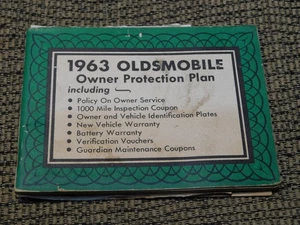 1963 OLDSMOBILE
Owner Protection Plan
including
• Policy On Owner Service
• 1000 Mile Inspection Coupon
• Owner and Vehicle Identification Plates
• New Vehicle Warranty
• Battery Warranty
• Verification Vouchers
• Guardian Maintenance Coupons